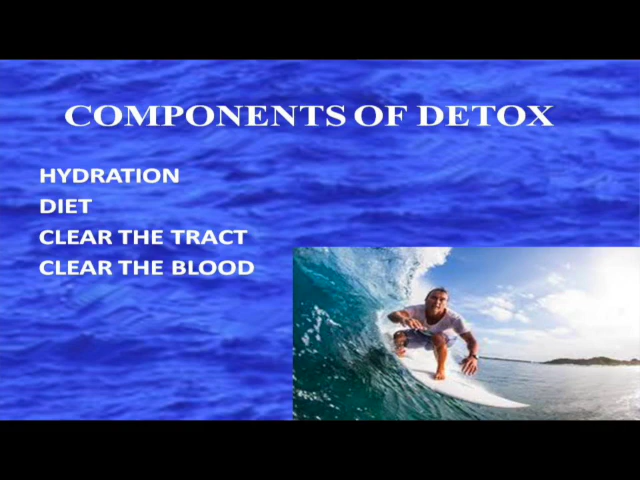 COMPONENTS OF DETOX
HYDRATION
DIET
CLEAR THE TRACT
CLEAR THE BLOOD